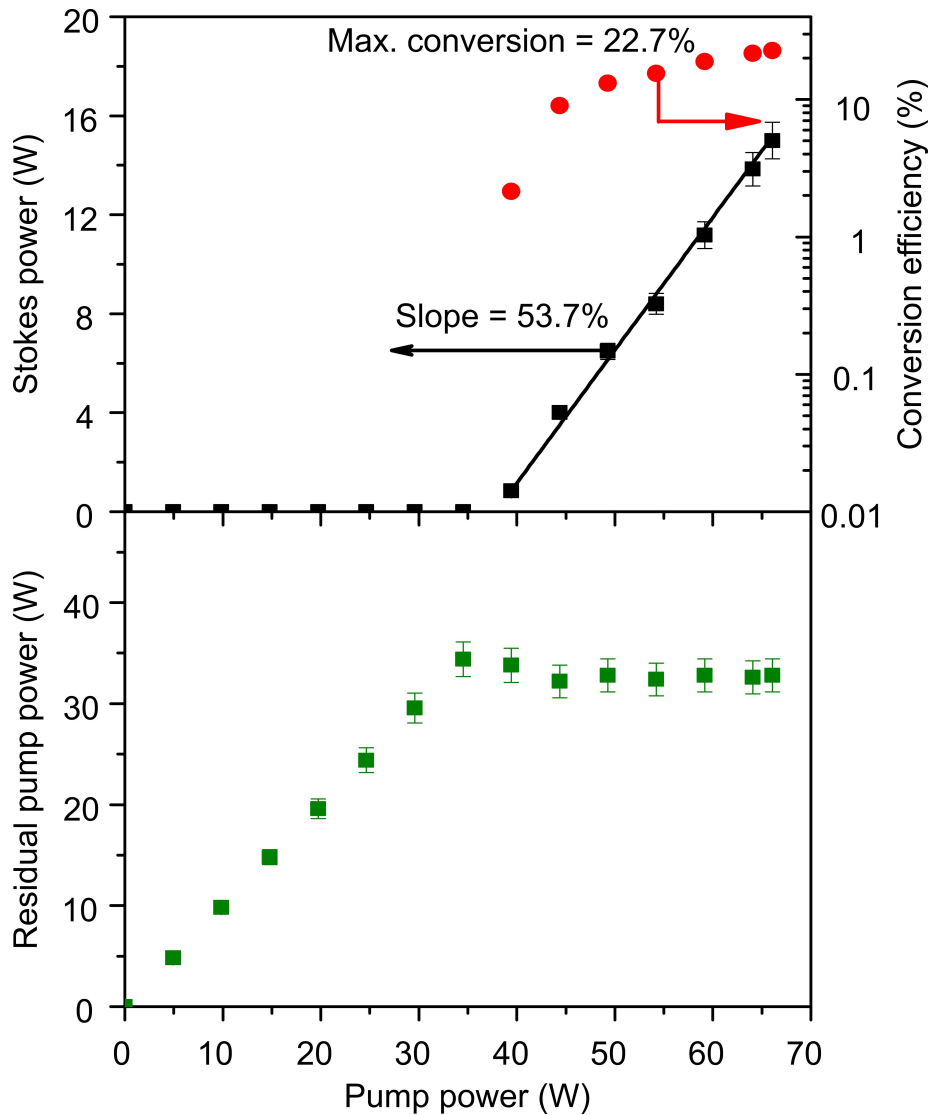 Max. conversion = 22.7%
Slope = 53.7%
Stokes power (W)
20
16
12
8
4
0
Conversion efficiency (%)
10
1
0.1
0.01
Residual pump power (W)
40
30
20
10
0
0 10 20 30 40 50 60 70
Pump power (W)